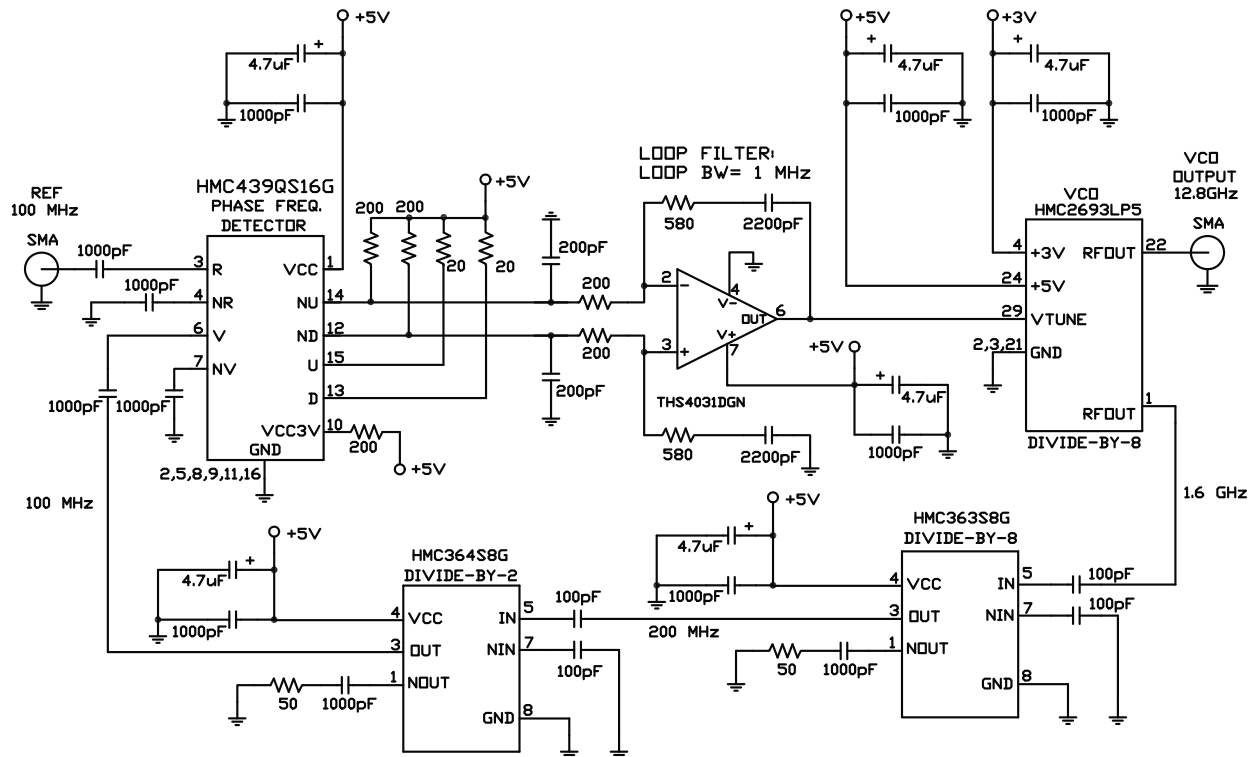 +5V
4.7uF
+
1000pF
+5V
+
4.7uF
1000pF
+3V
+
4.7uF
1000pF
LOOP FILTER:
LOOP BW= 1 MHz
REF
100 MHz
SMA
1000pF
1000pF
HMC439QS16G
PHASE FREQ.
DETECTOR
3 R
4 NR
6 V
7 NV
VCC 1
NU 14
ND 12
U 15
D 13
VCC3V 10
GND
2,5,8,9,11,16
1000pF
1000pF
200
+5V
200
200
20
20
+5V
200pF
200pF
200
200
580
2200pF
2
-
3
+
4
V-
OUT 6
V+
7
THS4031DGN
580
2200pF
+5V
+
4.7uF
1000pF
VCO
HMC2693LP5
4 +3V
24 +5V
29 VTUNE
2,3,21 GND
RFOUT 22
RFOUT 1
DIVIDE-BY-8
VCO
OUTPUT
12.8GHz
SMA
1.6 GHz
100 MHz
+5V
4.7uF
+
1000pF
HMC364S8G
DIVIDE-BY-2
4 VCC
3 OUT
1 NOUT
IN 5
NIN 7
GND 8
50
1000pF
100pF
100pF
200 MHz
+5V
4.7uF
+
1000pF
HMC363S8G
DIVIDE-BY-8
4 VCC
3 OUT
1 NOUT
IN 5
NIN 7
GND 8
50
1000pF
100pF
100pF